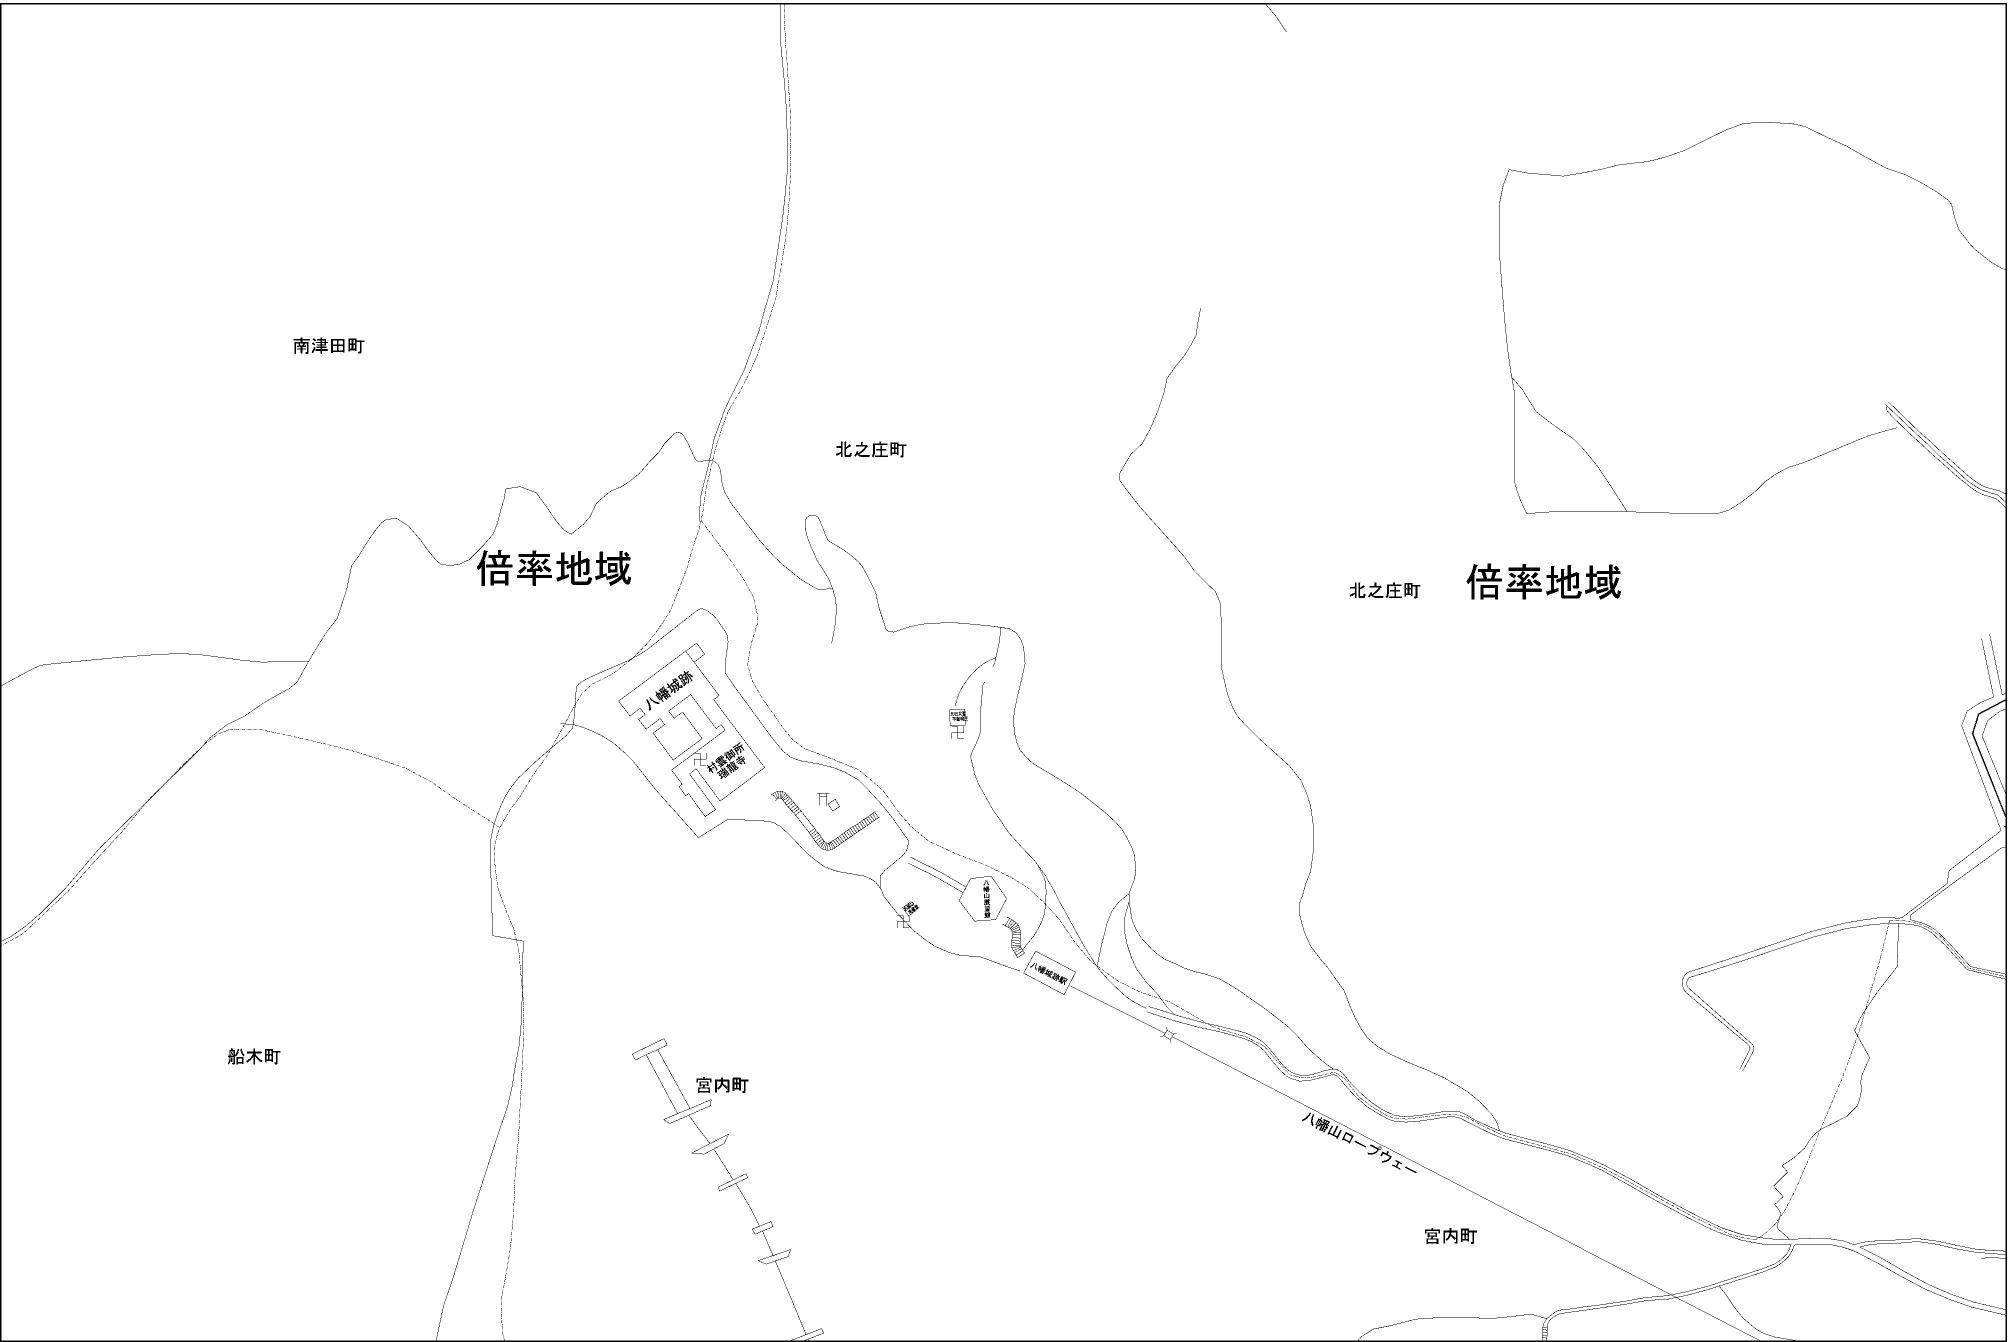 南津田町
北之庄町
倍率地域
北之庄町
倍率地域
八幡城跡
村雲御所
瑞龍寺
八幡山展望館
八幡城跡駅
船木町
宮内町
八幡山ロープウェー
宮内町